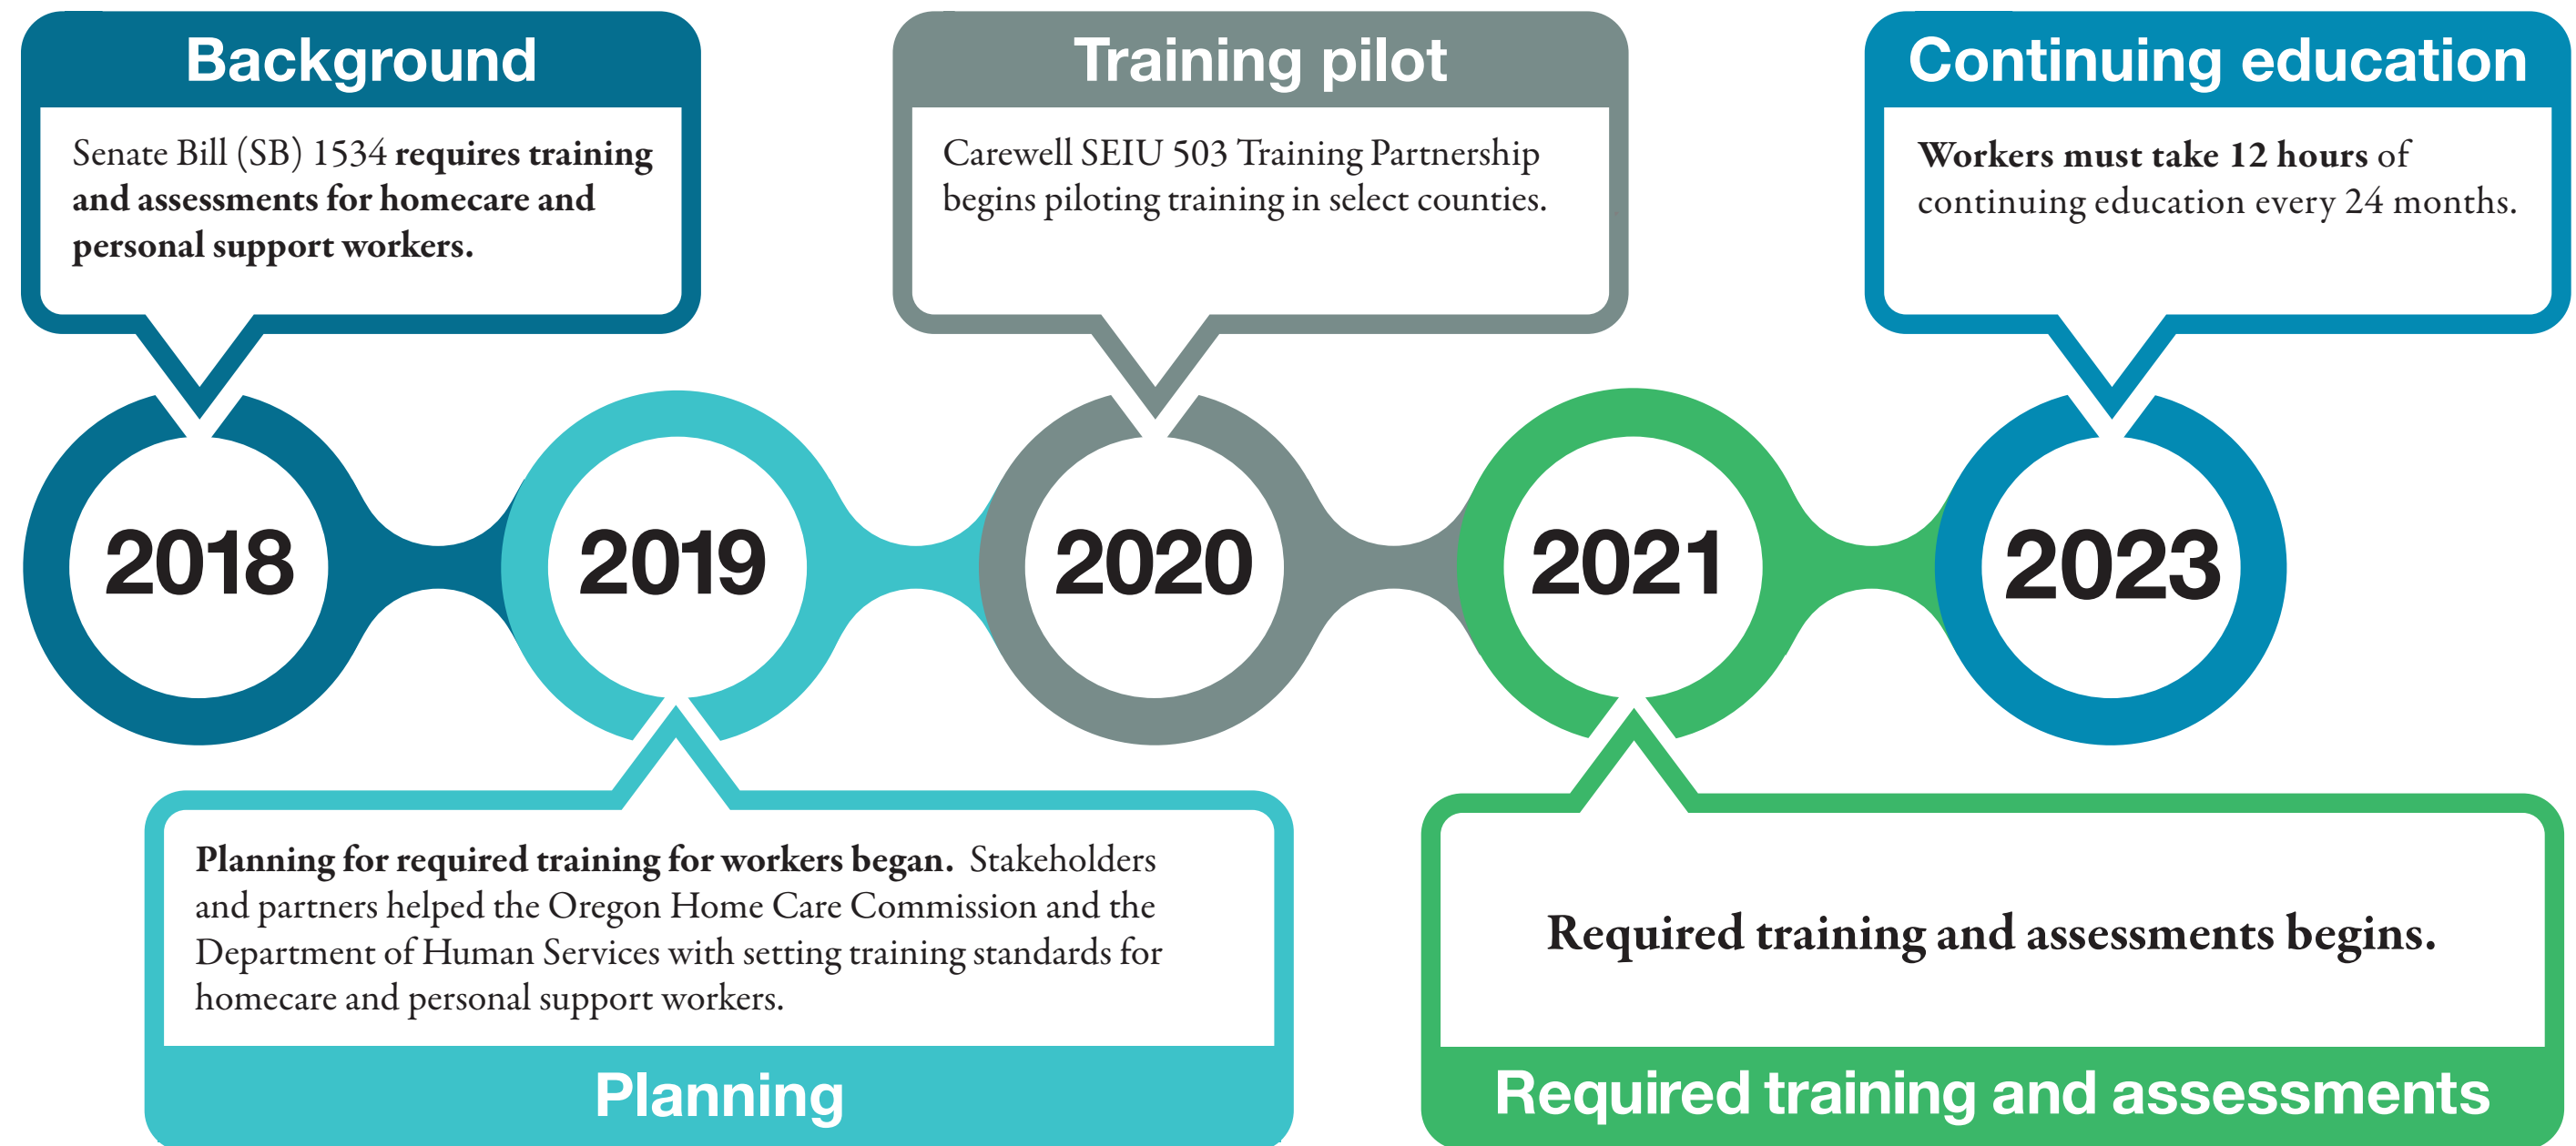 Background
Senate Bill (SB) 1534 requires training
and assessments for homecare and
personal support workers.
Training pilot
Carewell SEIU 503 Training Partnership
begins piloting training in select counties.
Continuing education
Workers must take 12 hours of
continuing education every 24 months.
2018
2019
2020
2021
2023
Planning for required training for workers began. Stakeholders
and partners helped the Oregon Home Care Commission and the
Department of Human Services with setting training standards for
homecare and personal support workers.
Planning
Required training and assessments begins.
Required training and assessments